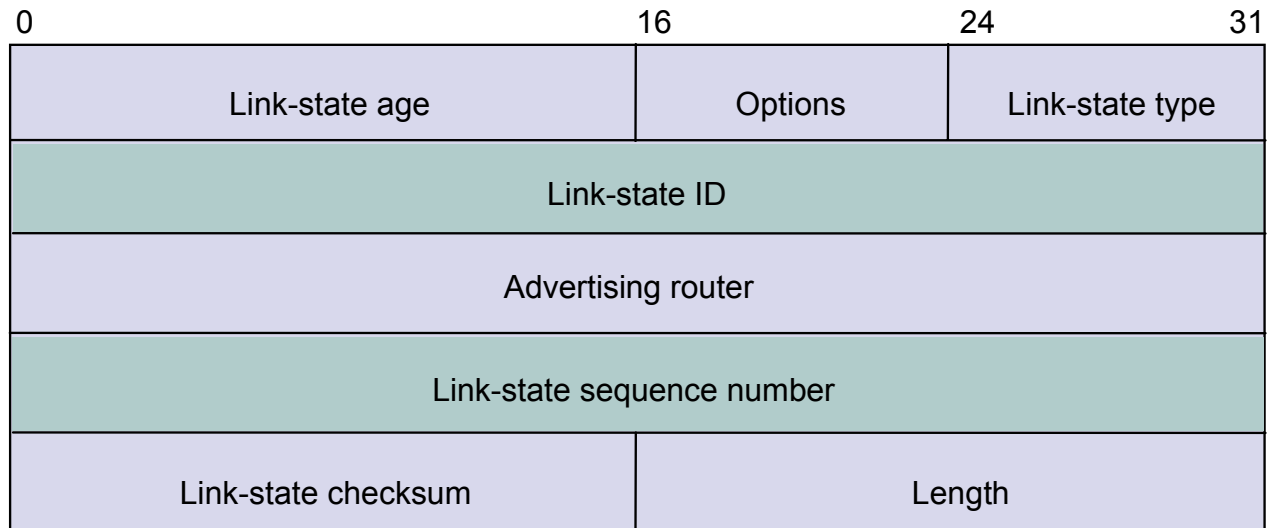 0 16 24 31
Link-state age Options Link-state type
Link-state ID
Advertising router
Link-state sequence number
Link-state checksum Length